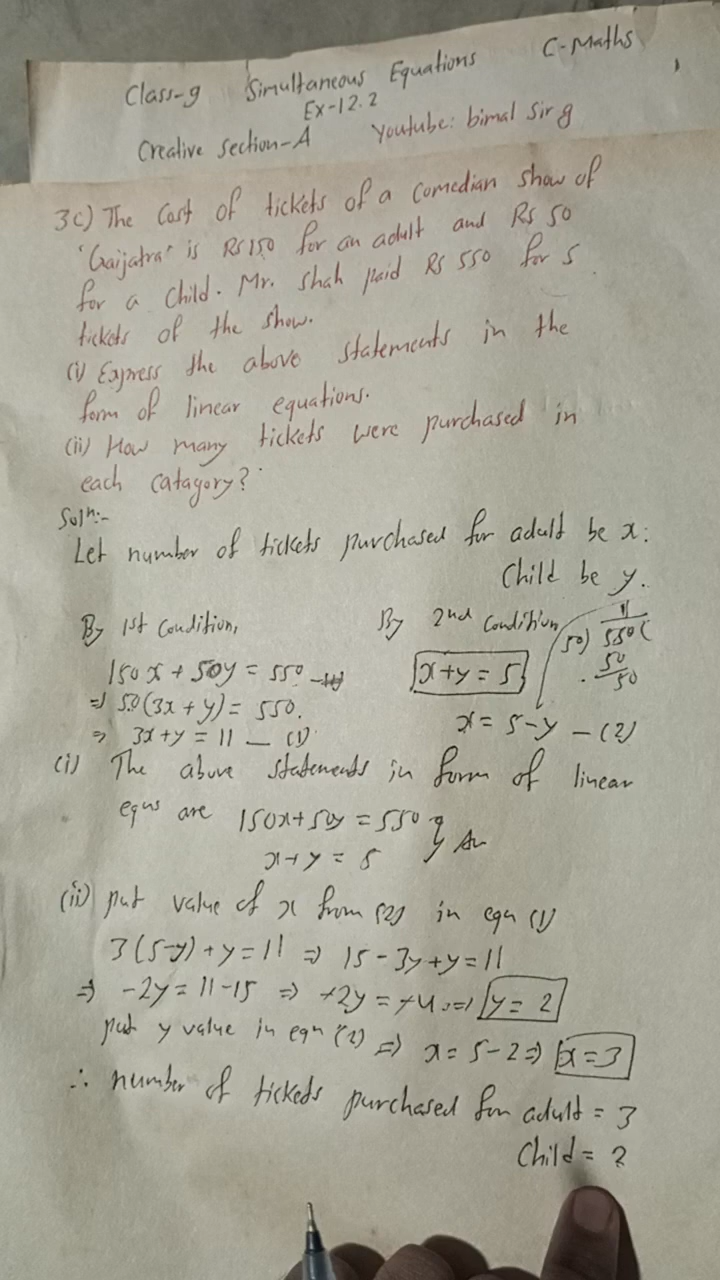 Class-9 Simultaneous Equations C-Maths
Ex-12.2
Creative Section-A Youtube: bimal Sir g
3c) The Cost of tickets of a Comedian show of
'Gaijatra' is RS 150 for an adult and RS 50
for a Child. Mr. Shah paid RS 550 for 5
tickets of the show.
(i) Express the above statements in the
form of linear equations.
(ii) How many tickets were purchased in
each catagory?
Solⁿ:-
Let number of tickets purchased for adult be x:
Child be y.
By 1st Condition,
150x + 50y = 550
⇒ 50(3x + y) = 550.
⇒ 3x+y = 11 — (1)
By 2nd Condition,
x+y = 5
x = 5-y - (2)
11
50) 550 (
50
50
(i) The above statements in form of linear
eqns are 150x+50y = 550 }
x+y = 5 } An
(ii) put value of x from (2) in eqn (1)
3(5-y)+y=11 ⇒ 15-3y+y=11
⇒ -2y = 11-15 ⇒ +2y = +4 ⇒ y = 2
put y value in eqn (2) ⇒ x = 5-2 ⇒ x = 3
∴ number of tickets purchased for adult = 3
Child = 2